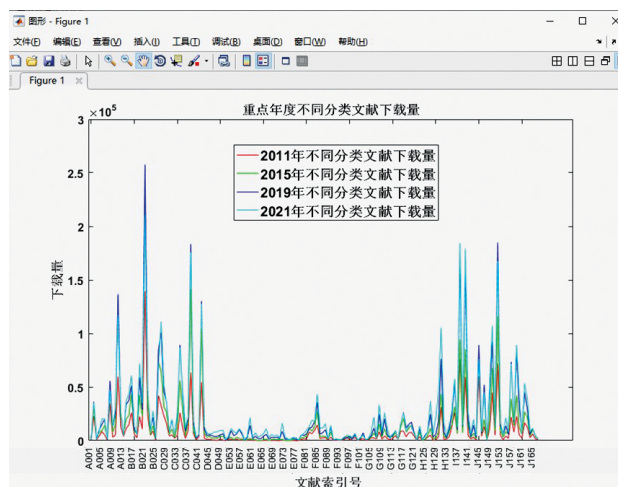 图形 - Figure 1
文件(F) 编辑(E) 查看(V) 插入(I) 工具(T) 调试(B) 桌面(D) 窗口(W) 帮助(H)
Figure 1
重点年度不同分类文献下载量
×10⁵
3
2.5
2
1.5
1
0.5
0
下载量
2011年不同分类文献下载量
2015年不同分类文献下载量
2019年不同分类文献下载量
2021年不同分类文献下载量
A001 A005 A009 A013 B017 B021 B025 C029 C033 C037 C041 D045 D049 E053 E057 E061 E065 E069 E073 E077 F081 F085 F089 F093 F097 F101 G105 G109 G113 G117 G121 H125 H129 H133 I137 J141 J145 J149 J153 J157 J161 J165
文献索引号